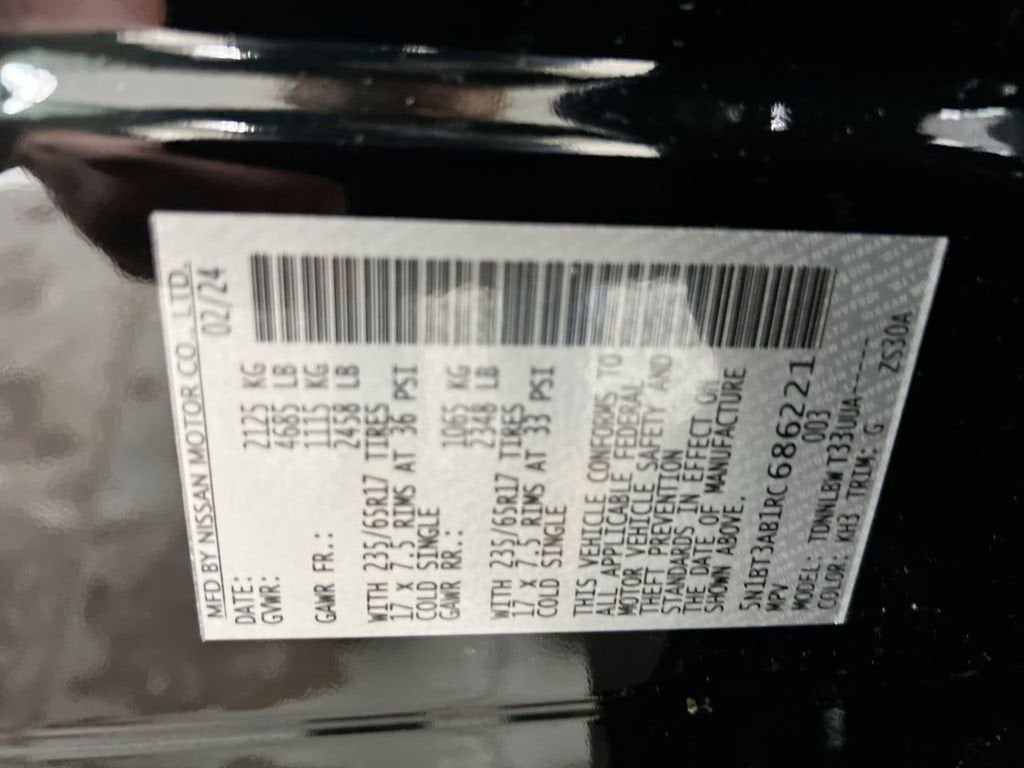 MFD BY NISSAN MOTOR CO., LTD.
DATE: 02/24
GVWR: 2125 KG
4685 LB
GAWR FR.: 1115 KG
2458 LB
WITH 235/65R17 TIRES
17 x 7.5 RIMS AT 36 PSI
COLD SINGLE
GAWR RR.: 1065 KG
2348 LB
WITH 235/65R17 TIRES
17 x 7.5 RIMS AT 33 PSI
COLD SINGLE
THIS VEHICLE CONFORMS TO
ALL APPLICABLE FEDERAL
MOTOR VEHICLE SAFETY AND
THEFT PREVENTION
STANDARDS IN EFFECT ON
THE DATE OF MANUFACTURE
SHOWN ABOVE.
5N1BT3AB1RC686221
MPV 003
MODEL: TDNNLBW T33UUA-----
COLOR: KH3 TRIM: G ZS30A